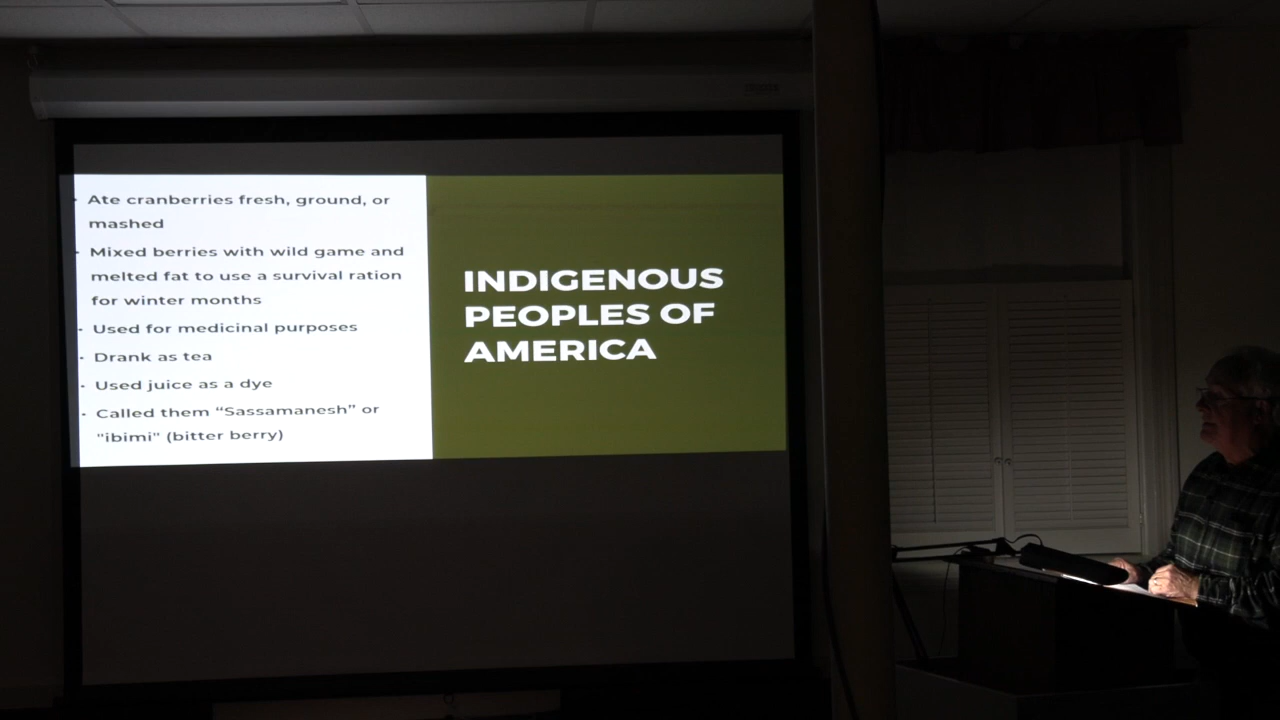 • Ate cranberries fresh, ground, or
mashed
• Mixed berries with wild game and
melted fat to use a survival ration
for winter months
• Used for medicinal purposes
• Drank as tea
• Used juice as a dye
• Called them “Sassamanesh” or
"ibimi" (bitter berry)
INDIGENOUS
PEOPLES OF
AMERICA